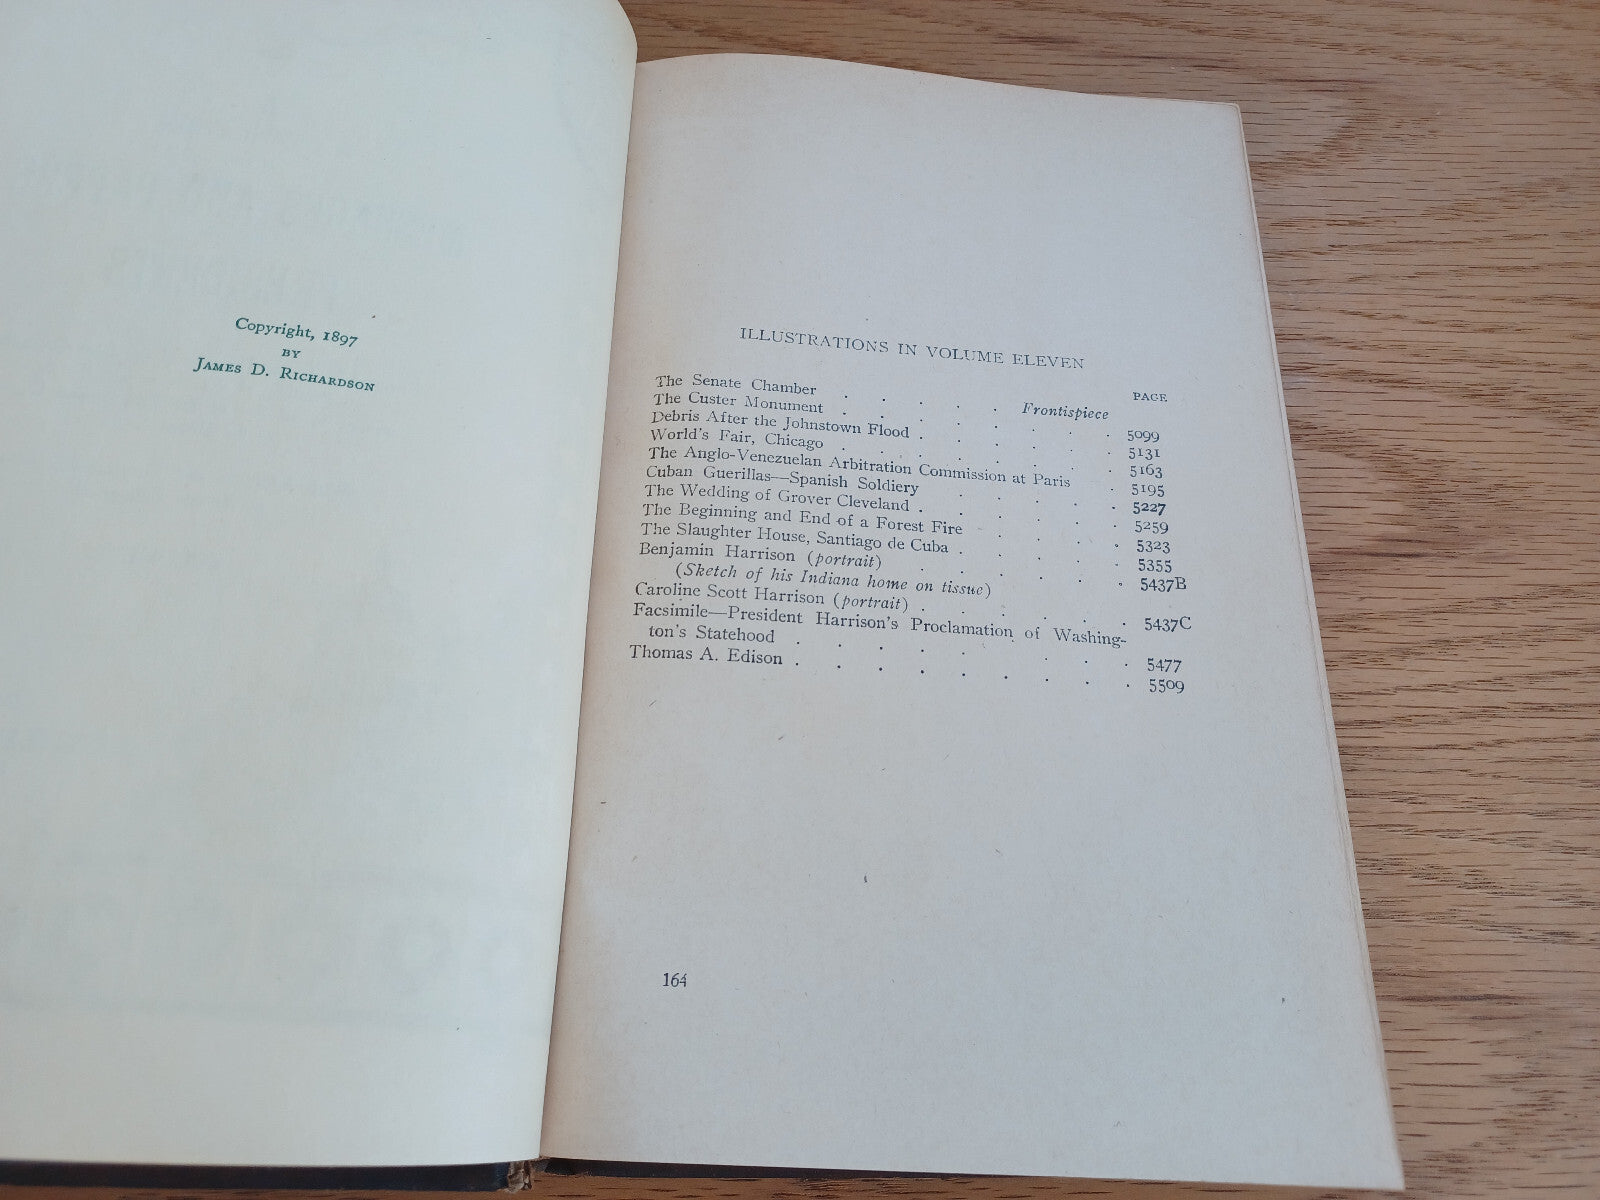 Copyright, 1897
BY
JAMES D. RICHARDSON
ILLUSTRATIONS IN VOLUME ELEVEN
PAGE
The Senate Chamber . . . . . Frontispiece
The Custer Monument . . . . . . . 5099
Debris After the Johnstown Flood . . . . . . 5131
World's Fair, Chicago . . . . . . . 5163
The Anglo-Venezuelan Arbitration Commission at Paris . 5195
Cuban Guerillas—Spanish Soldiery . . . . . 5227
The Wedding of Grover Cleveland . . . . . . 5259
The Beginning and End of a Forest Fire . . . . 5323
The Slaughter House, Santiago de Cuba . . . . . 5355
Benjamin Harrison (portrait) . . . . . . 5437B
(Sketch of his Indiana home on tissue)
Caroline Scott Harrison (portrait) . . . . . . 5437C
Facsimile—President Harrison's Proclamation of Washing-
ton's Statehood . . . . . . . . 5477
Thomas A. Edison . . . . . . . . . 5509
164